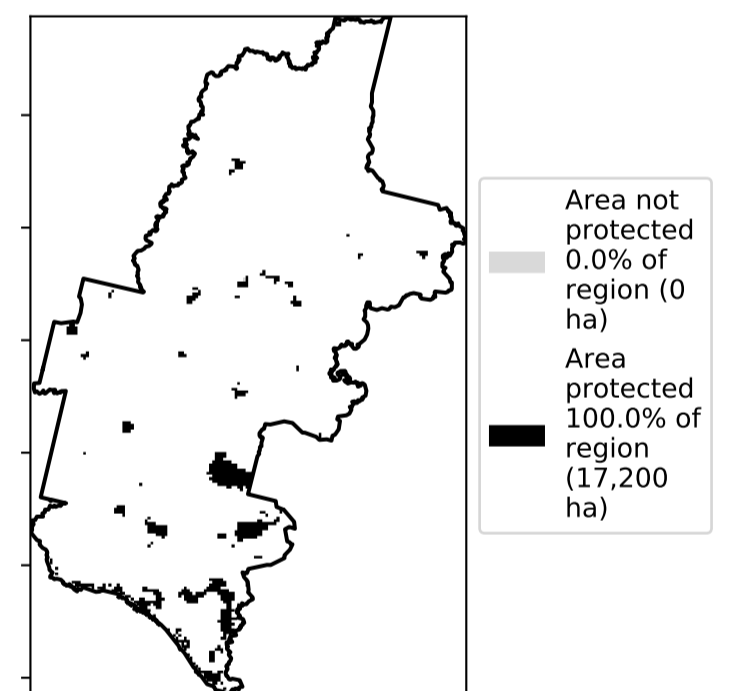 Area not
protected
0.0% of
region (0
ha)
Area
protected
100.0% of
region
(17,200
ha)